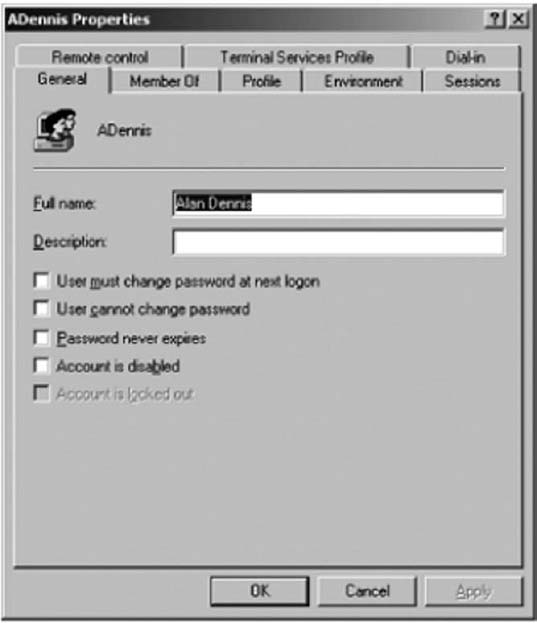 ADennis Properties
Remote control Terminal Services Profile Dial-in
General Member Of Profile Environment Sessions
ADennis
Full name: Alan Dennis
Description:
User must change password at next logon
User cannot change password
Password never expires
Account is disabled
Account is locked out
OK Cancel Apply